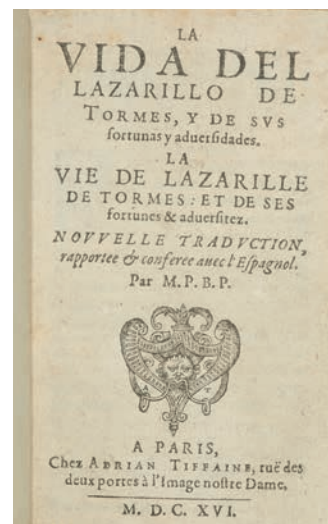 LA
VIDA DEL
LAZARILLO DE
TORMES, Y DE SVS
fortunas y aduerſidades.
LA
VIE DE LAZARILLE
DE TORMES: ET DE SES
fortunes & aduerſitez.
NOVVELLE TRADVCTION,
rapportee & conferee auec l'Eſpagnol.
Par M. P. B. P.
A PARIS,
Chez ADRIAN TIFFAINE, ruë des
deux portes à l'Image noſtre Dame.
M. D. C. XVI.